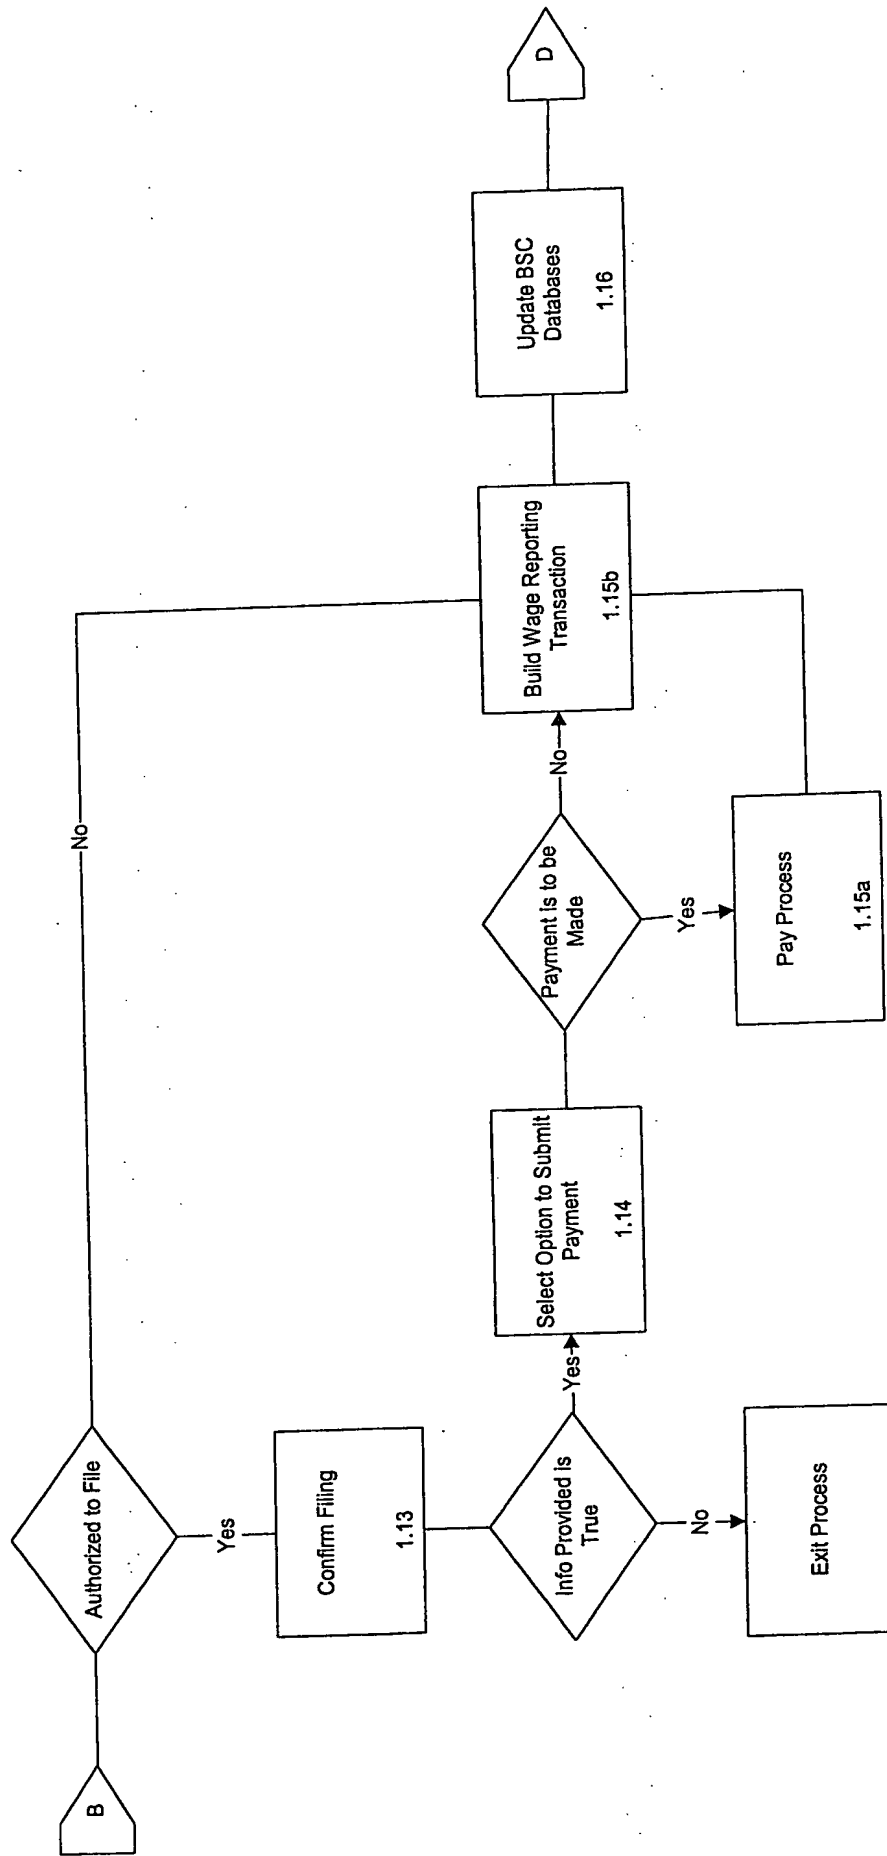 B
Authorized to File
No
Yes
Confirm Filing
1.13
Info Provided is
True
Yes
No
Exit Process
Select Option to Submit
Payment
1.14
Payment is to be
Made
No
Yes
Pay Process
1.15a
Build Wage Reporting
Transaction
1.15b
Update BSC
Databases
1.16
D